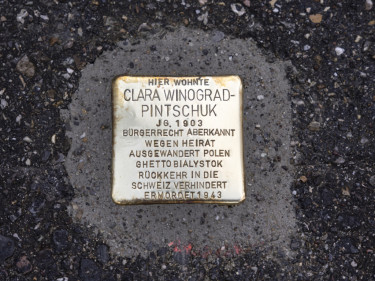 HIER WOHNTE
CLARA WINOGRAD-
PINTSCHUK
JG. 1903
BÜRGERRECHT ABERKANNT
WEGEN HEIRAT
AUSGEWANDERT POLEN
GHETTO BIALYSTOK
RÜCKKEHR IN DIE
SCHWEIZ VERHINDERT
ERMORDET 1943